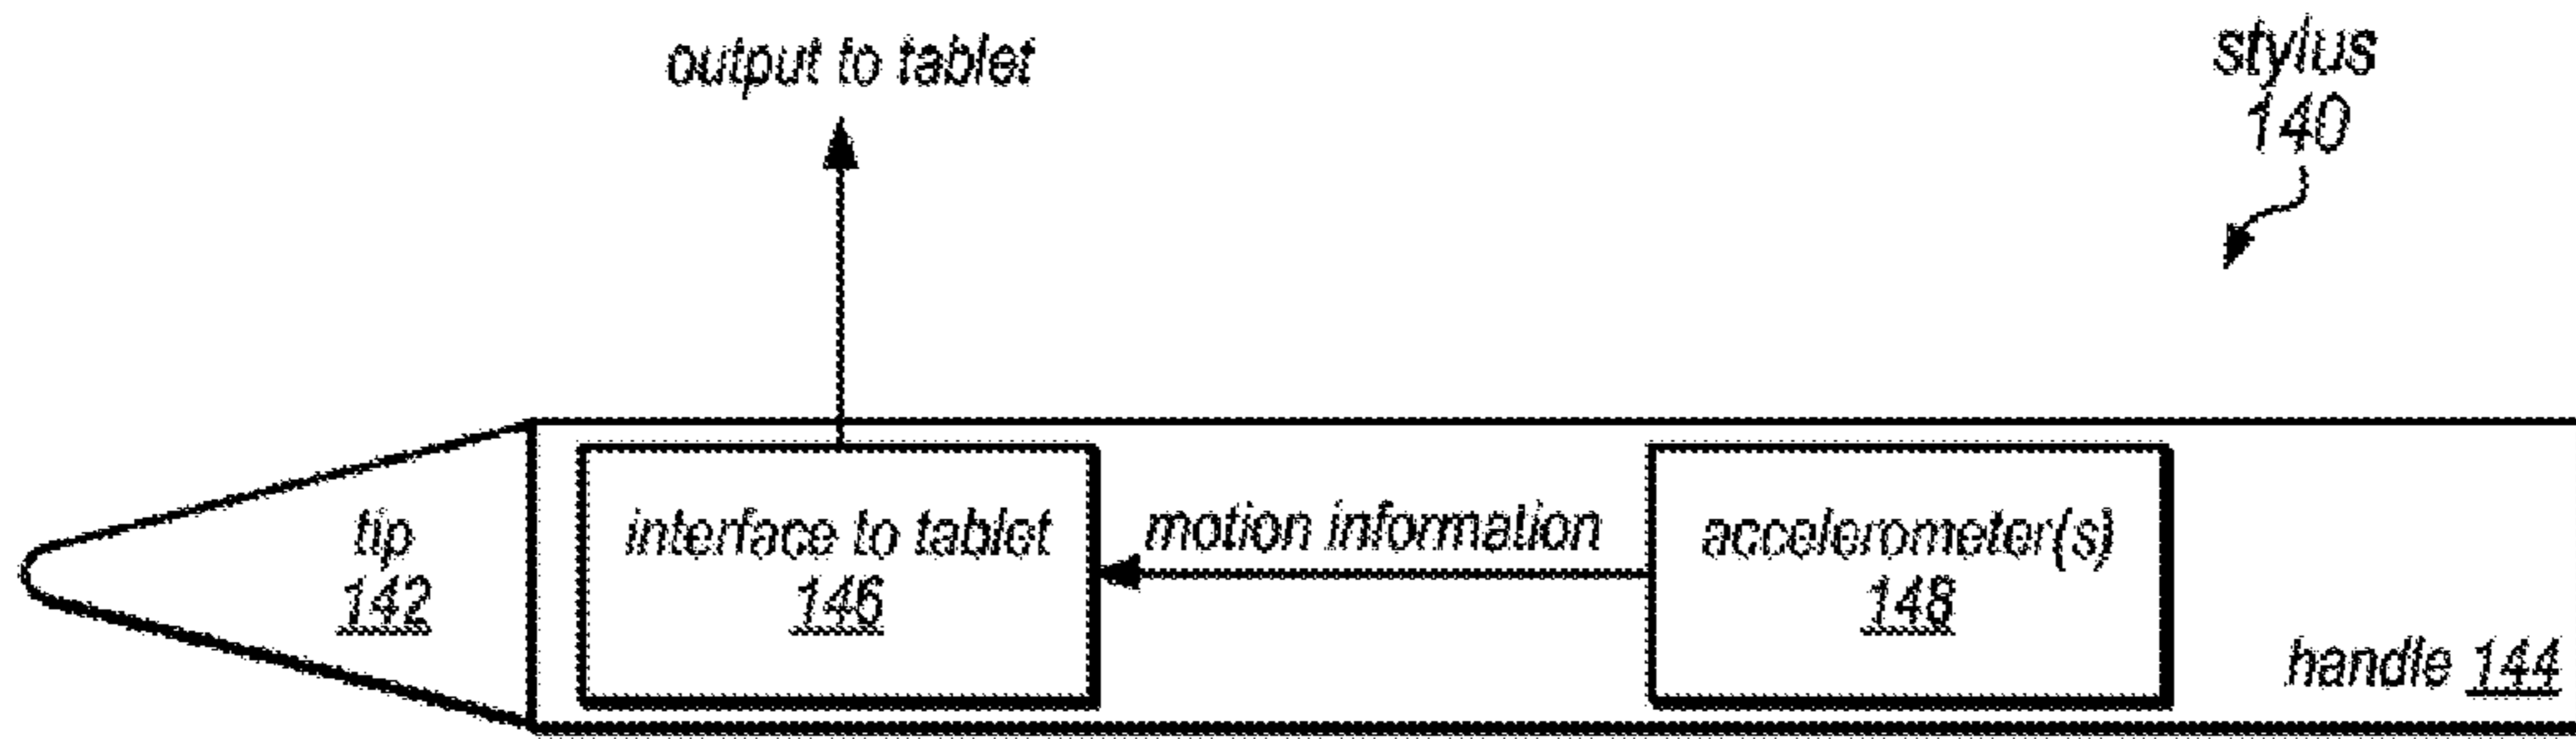 output to tablet
stylus
140
tip
142
interface to tablet
146
motion information
accelerometer(s)
148
handle 144